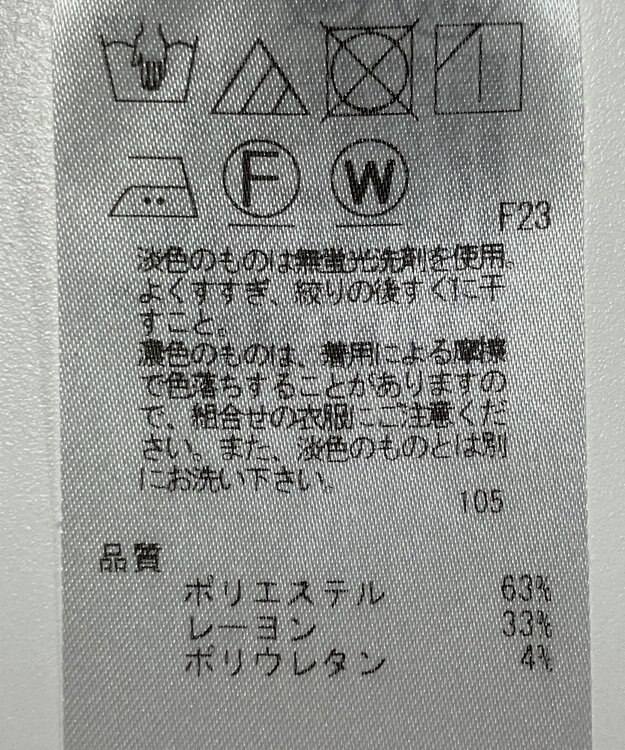 F W
F23
淡色のものは無蛍光洗剤を使用。
よくすすぎ、絞りの後すぐに干
すこと。
濃色のものは、着用による摩擦
で色落ちすることがありますの
で、組合せの衣服にご注意くだ
さい。また、淡色のものとは別
にお洗い下さい。
105
品質
ポリエステル 63%
レーヨン 33%
ポリウレタン 4%